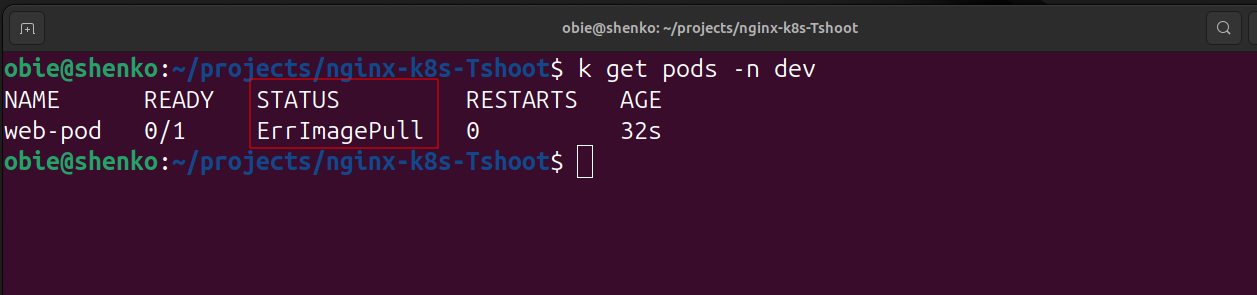 obie@shenko: ~/projects/nginx-k8s-Tshoot
obie@shenko:~/projects/nginx-k8s-Tshoot$ k get pods -n dev
NAME READY STATUS RESTARTS AGE
web-pod 0/1 ErrImagePull 0 32s
obie@shenko:~/projects/nginx-k8s-Tshoot$